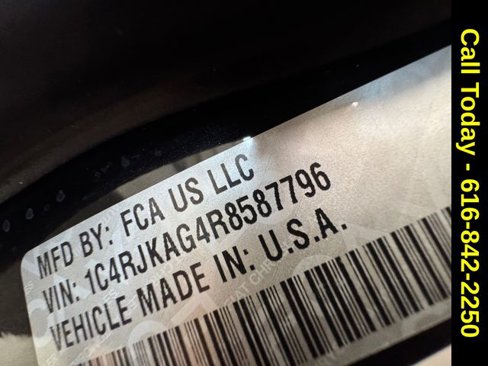 MFD BY: FCA US LLC
VIN: 1C4RJKAG4R8587796
VEHICLE MADE IN: U.S.A.
Call Today - 616-842-2250